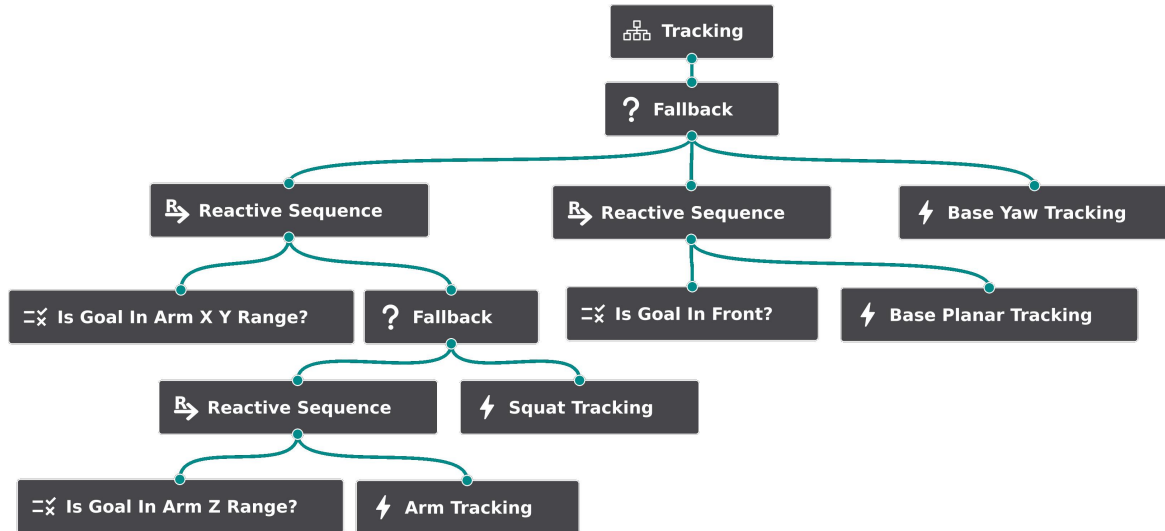 Tracking
? Fallback
R Reactive Sequence
R Reactive Sequence
Base Yaw Tracking
Is Goal In Arm X Y Range?
? Fallback
Is Goal In Front?
Base Planar Tracking
R Reactive Sequence
Squat Tracking
Is Goal In Arm Z Range?
Arm Tracking